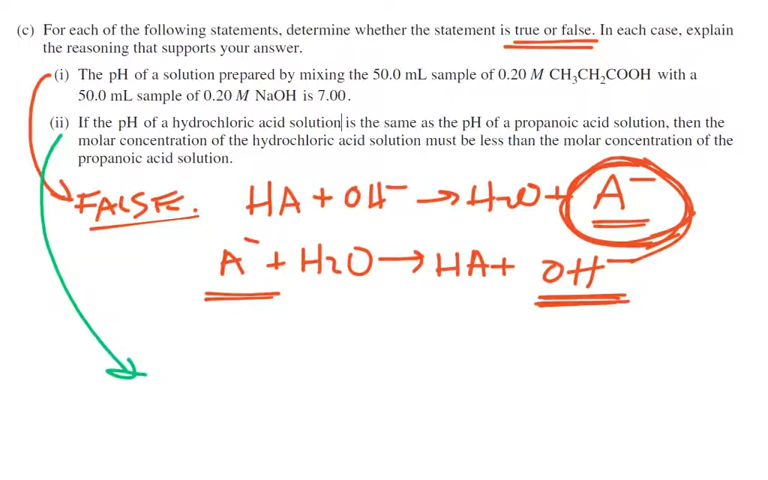 (c) For each of the following statements, determine whether the statement is true or false. In each case, explain
the reasoning that supports your answer.
(i) The pH of a solution prepared by mixing the 50.0 mL sample of 0.20 M CH₃CH₂COOH with a
50.0 mL sample of 0.20 M NaOH is 7.00.
(ii) If the pH of a hydrochloric acid solution is the same as the pH of a propanoic acid solution, then the
molar concentration of the hydrochloric acid solution must be less than the molar concentration of the
propanoic acid solution.
FALSE. HA + OH⁻ → H₂O + A⁻
A⁻ + H₂O → HA + OH⁻